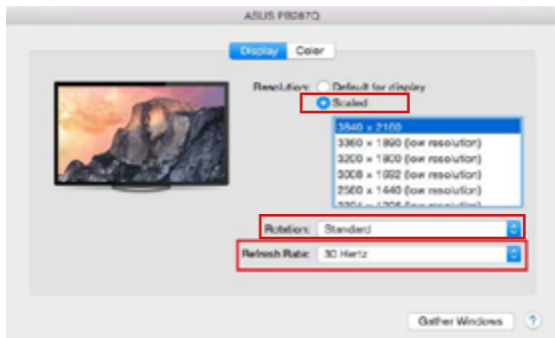 ASUS PB287Q
Display Color
Resolution: Default for display
Scaled
3840 × 2160
3360 × 1890 (low resolution)
3200 × 1800 (low resolution)
3008 × 1692 (low resolution)
2560 × 1440 (low resolution)
Rotation: Standard
Refresh Rate: 30 Hertz
Gather Windows ?